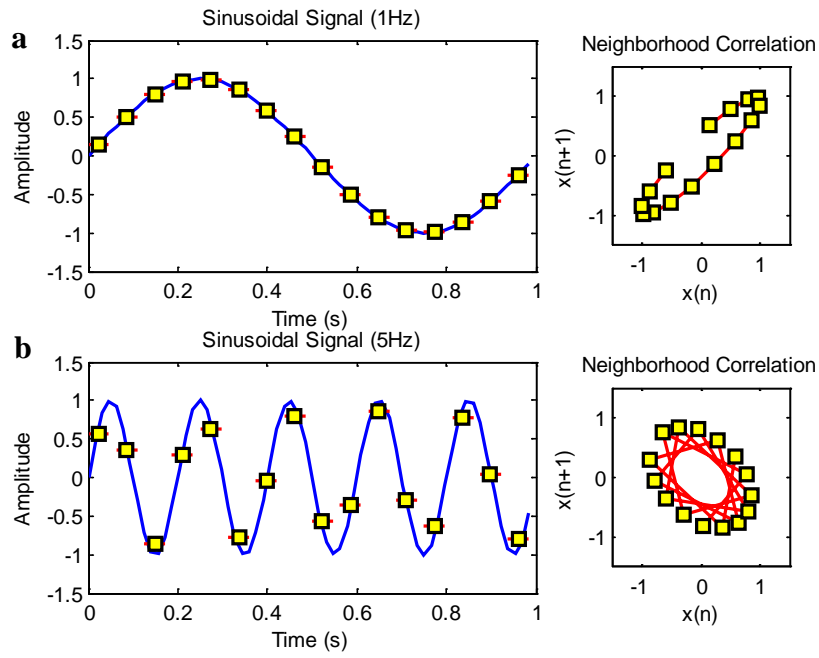 a
Sinusoidal Signal (1Hz)
1.5
1
0.5
0
-0.5
-1
-1.5
Amplitude
0 0.2 0.4 0.6 0.8 1
Time (s)
Neighborhood Correlation
1
0
-1
x(n+1)
-1 0 1
x(n)
b
Sinusoidal Signal (5Hz)
1.5
1
0.5
0
-0.5
-1
-1.5
Amplitude
0 0.2 0.4 0.6 0.8 1
Time (s)
Neighborhood Correlation
1
0
-1
x(n+1)
-1 0 1
x(n)